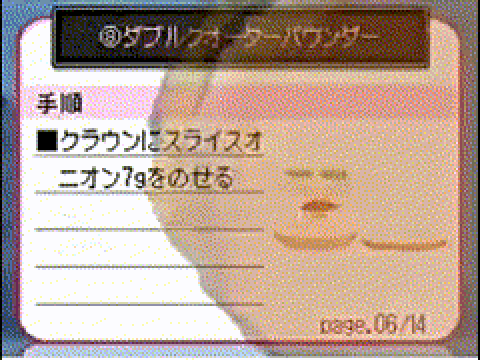 ⑧ダブルクオーターパウンダー
手順
■クラウンにスライスオ
ニオン7gをのせる
page.06/14